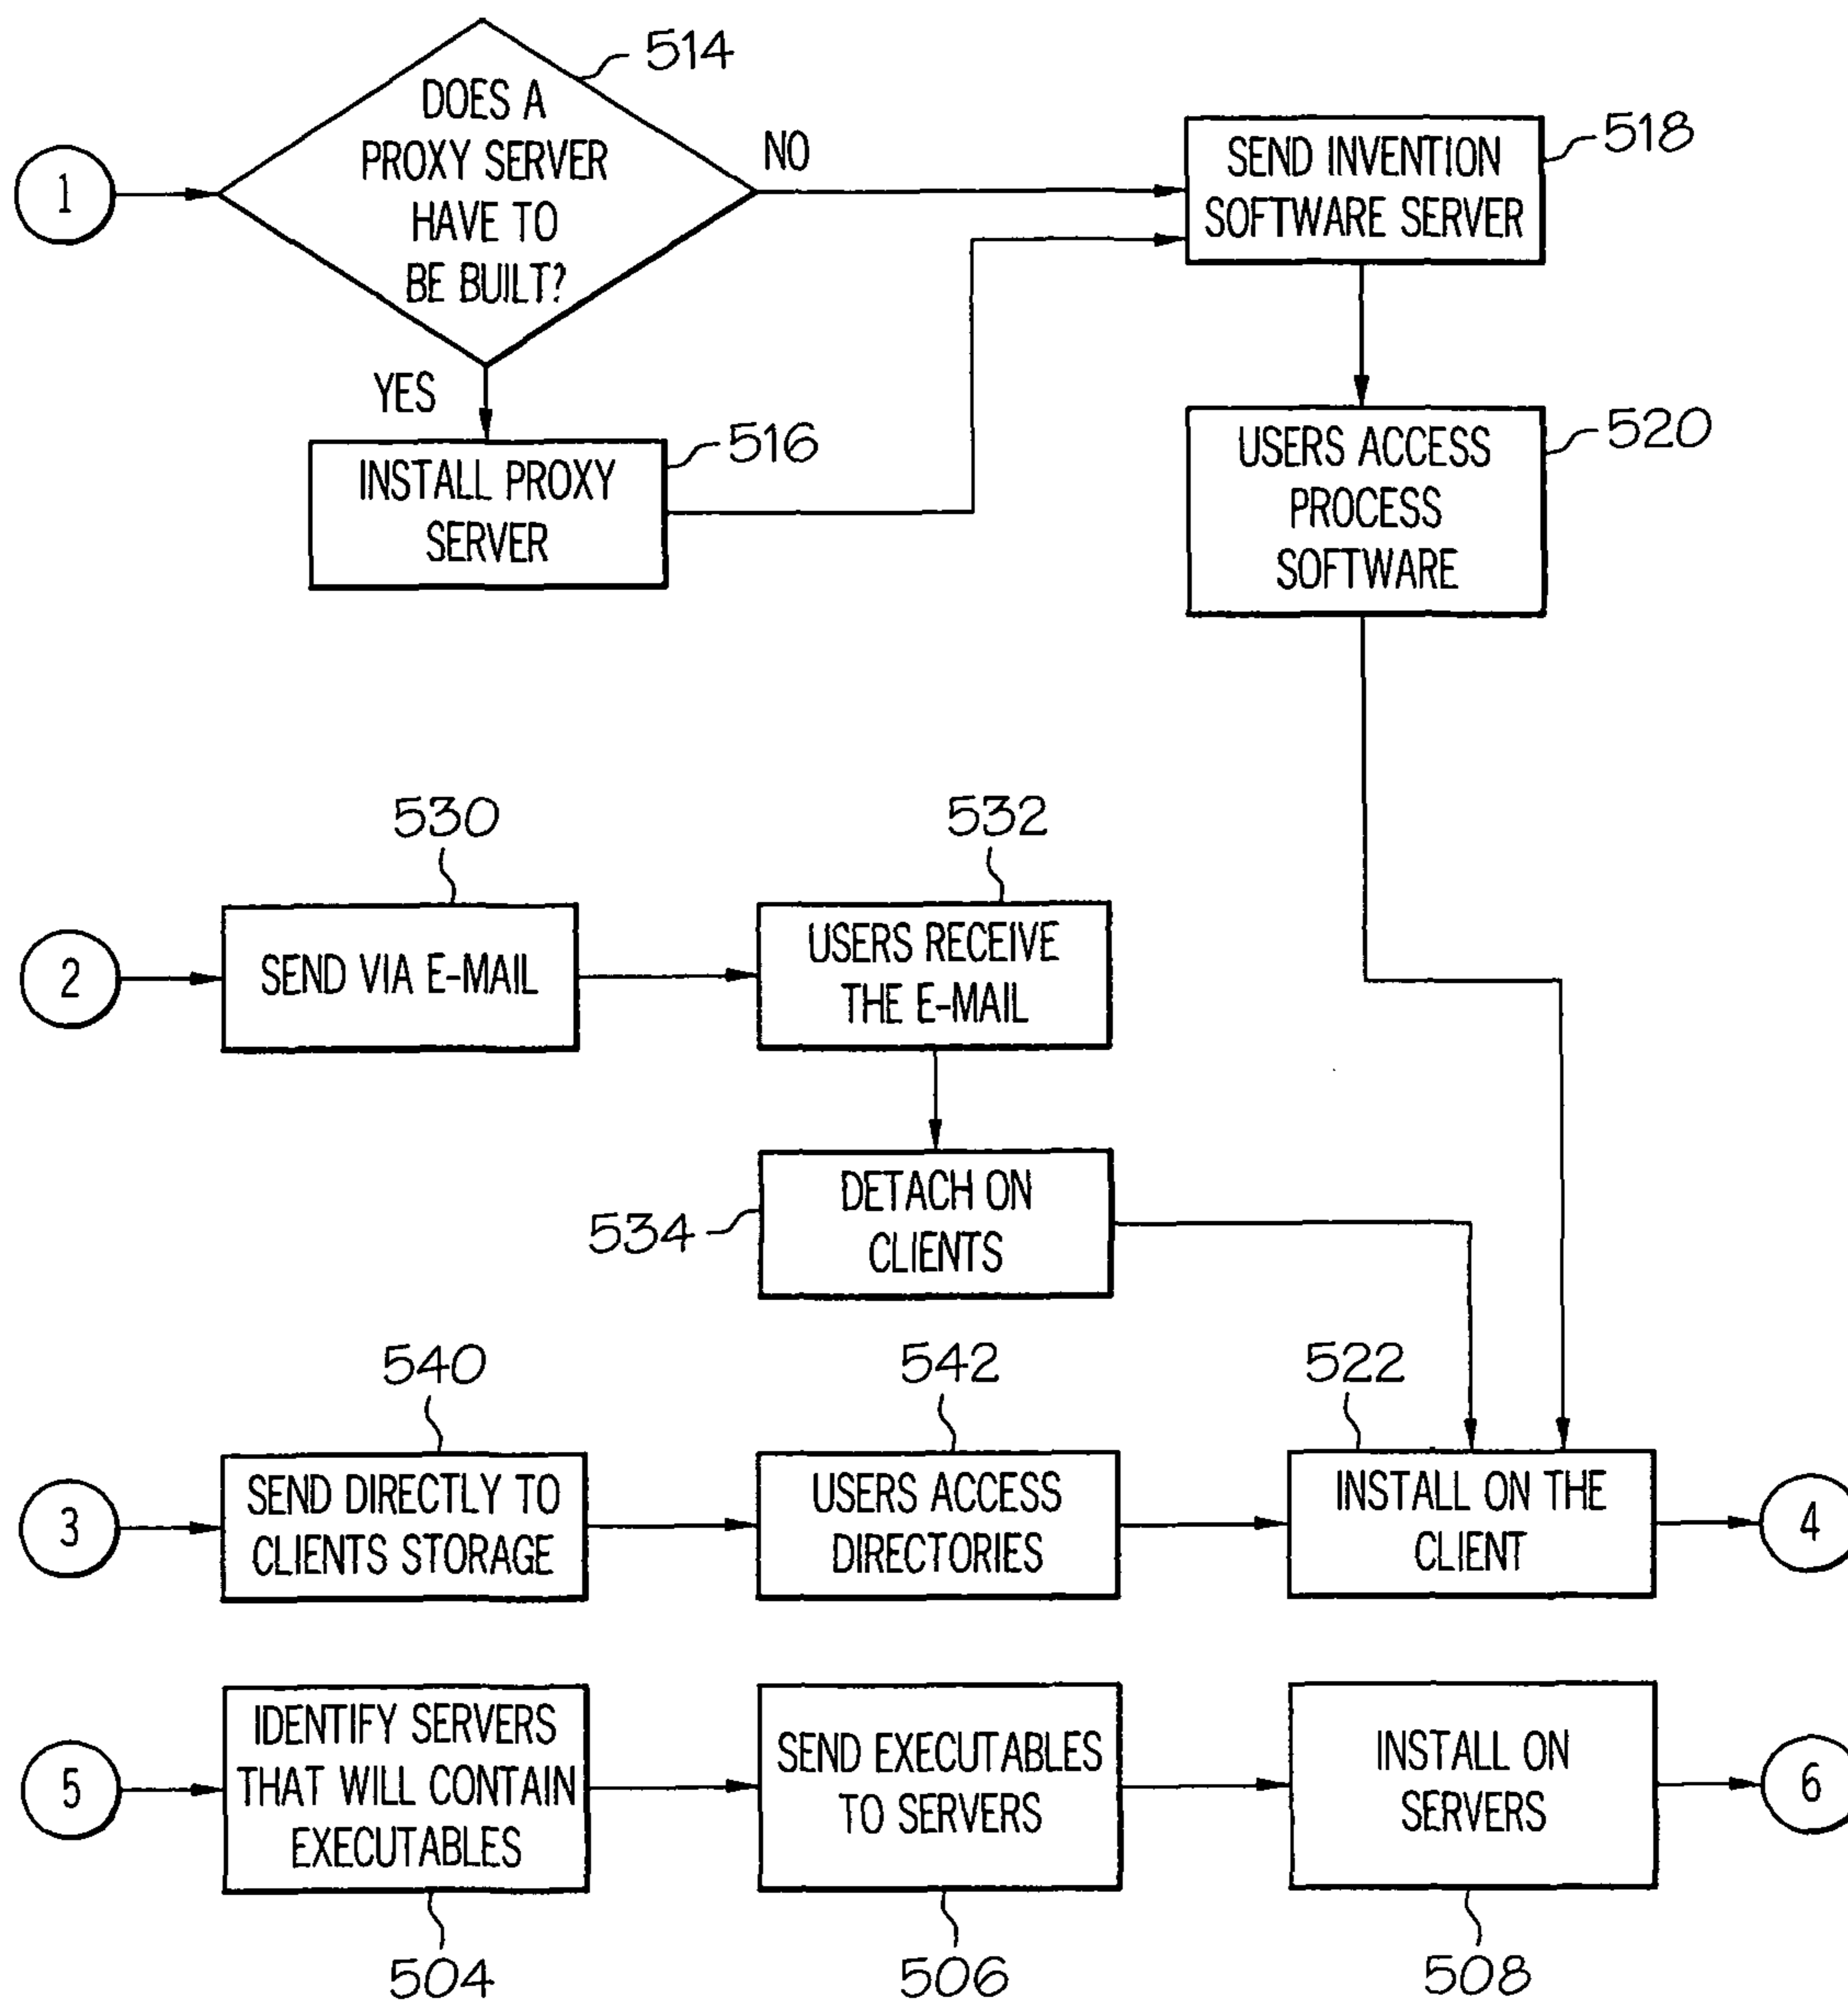 514
DOES A
PROXY SERVER
HAVE TO
BE BUILT?
1
NO
YES
SEND INVENTION
SOFTWARE SERVER
518
INSTALL PROXY
SERVER
516
USERS ACCESS
PROCESS
SOFTWARE
520
530
532
2
SEND VIA E-MAIL
USERS RECEIVE
THE E-MAIL
534
DETACH ON
CLIENTS
540
542
522
3
SEND DIRECTLY TO
CLIENTS STORAGE
USERS ACCESS
DIRECTORIES
INSTALL ON THE
CLIENT
4
5
IDENTIFY SERVERS
THAT WILL CONTAIN
EXECUTABLES
SEND EXECUTABLES
TO SERVERS
INSTALL ON
SERVERS
6
504
506
508